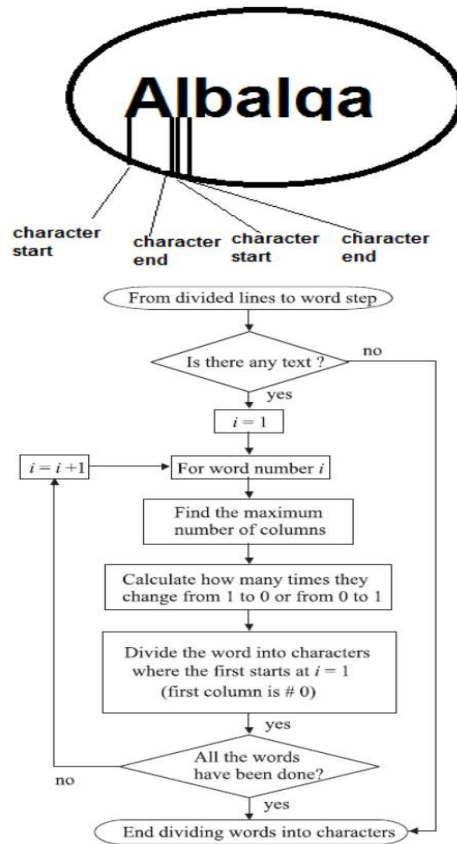 Albalqa
character start
character end
character start
character end
From divided lines to word step
Is there any text ?
no
yes
i = 1
i = i +1
For word number i
Find the maximum
number of columns
Calculate how many times they
change from 1 to 0 or from 0 to 1
Divide the word into characters
where the first starts at i = 1
(first column is # 0)
yes
All the words
have been done?
no
yes
End dividing words into characters